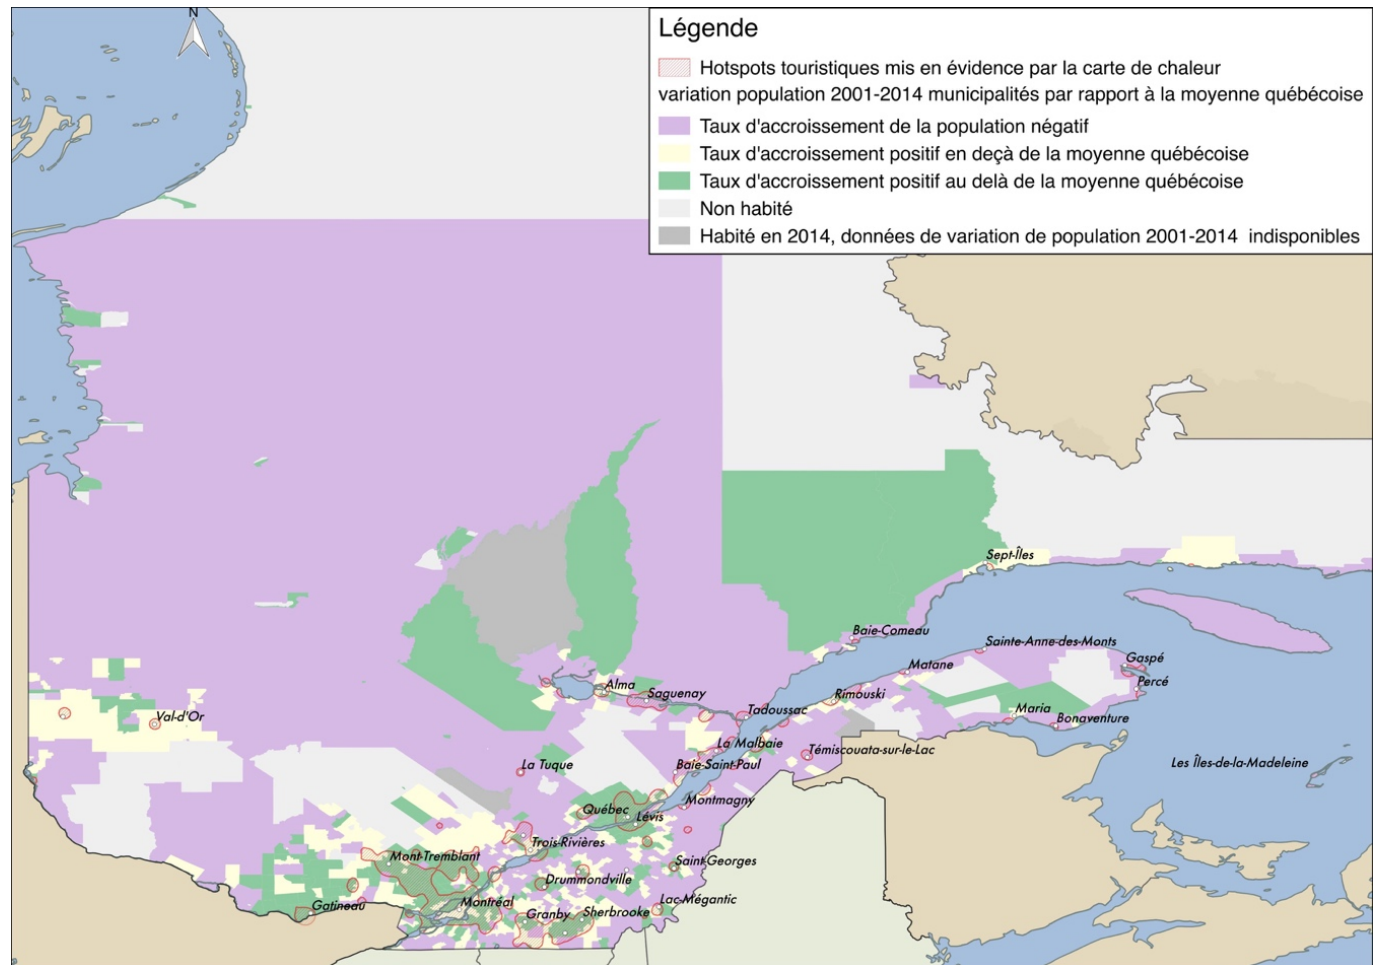 N
Légende
Hotspots touristiques mis en évidence par la carte de chaleur
variation population 2001-2014 municipalités par rapport à la moyenne québécoise
Taux d'accroissement de la population négatif
Taux d'accroissement positif en deçà de la moyenne québécoise
Taux d'accroissement positif au delà de la moyenne québécoise
Non habité
Habité en 2014, données de variation de population 2001-2014 indisponibles
Sept-Îles
Baie-Comeau
Sainte-Anne-des-Monts
Matane
Gaspé
Percé
Alma
Saguenay
Rimouski
Tadoussac
Maria
Bonaventure
Val-d'Or
La Malbaie
Témiscouata-sur-le-Lac
La Tuque
Baie-Saint-Paul
Les Îles-de-la-Madeleine
Montmagny
Québec
Lévis
Trois-Rivières
Mont-Tremblant
Saint-Georges
Drummondville
Lac-Mégantic
Gatineau
Montréal
Granby
Sherbrooke